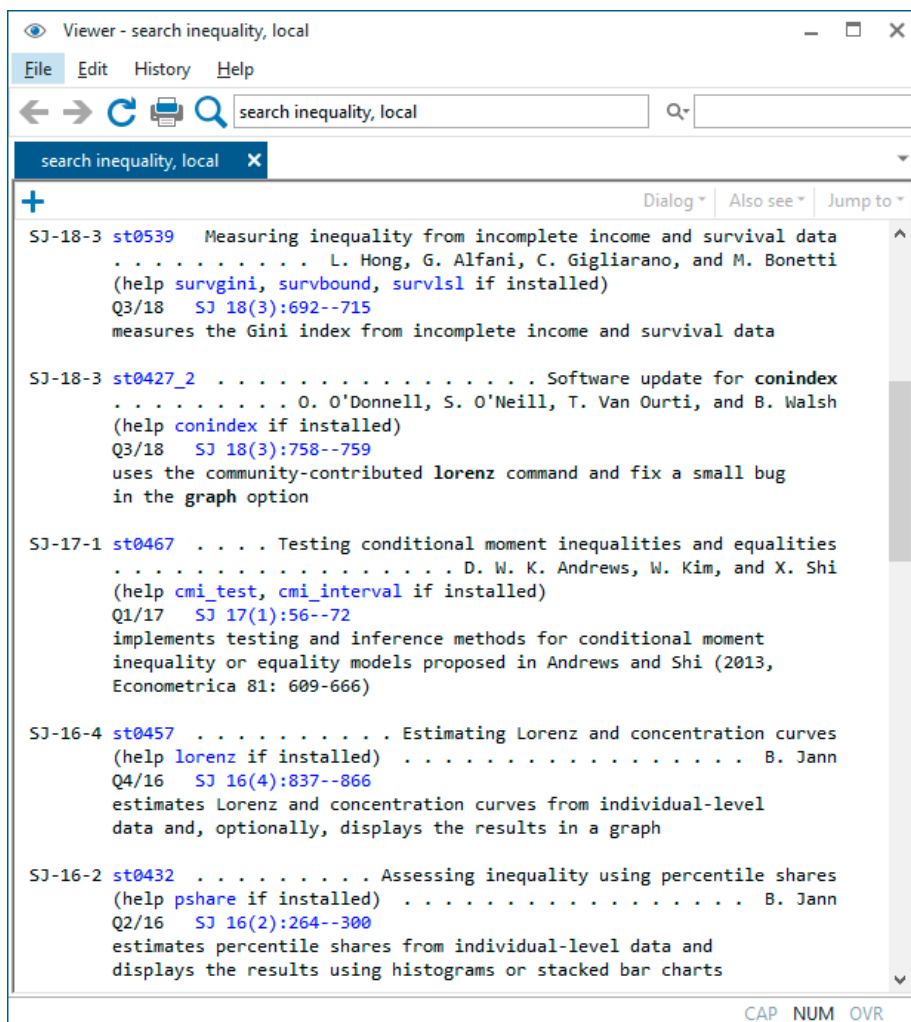 Viewer - search inequality, local
File Edit History Help
search inequality, local
search inequality, local
Dialog Also see Jump to
SJ-18-3 st0539 Measuring inequality from incomplete income and survival data
. . . . . . . . . . L. Hong, G. Alfani, C. Gigliarano, and M. Bonetti
(help survgini, survbound, survlsl if installed)
Q3/18 SJ 18(3):692--715
measures the Gini index from incomplete income and survival data
SJ-18-3 st0427_2 . . . . . . . . . . . . . . . . . Software update for conindex
. . . . . . . . . O. O'Donnell, S. O'Neill, T. Van Ourti, and B. Walsh
(help conindex if installed)
Q3/18 SJ 18(3):758--759
uses the community-contributed lorenz command and fix a small bug
in the graph option
SJ-17-1 st0467 . . . . Testing conditional moment inequalities and equalities
. . . . . . . . . . . . . . . . . D. W. K. Andrews, W. Kim, and X. Shi
(help cmi_test, cmi_interval if installed)
Q1/17 SJ 17(1):56--72
implements testing and inference methods for conditional moment
inequality or equality models proposed in Andrews and Shi (2013,
Econometrica 81: 609-666)
SJ-16-4 st0457 . . . . . . . . . . Estimating Lorenz and concentration curves
(help lorenz if installed) . . . . . . . . . . . . . . . . . B. Jann
Q4/16 SJ 16(4):837--866
estimates Lorenz and concentration curves from individual-level
data and, optionally, displays the results in a graph
SJ-16-2 st0432 . . . . . . . . . Assessing inequality using percentile shares
(help pshare if installed) . . . . . . . . . . . . . . . . . B. Jann
Q2/16 SJ 16(2):264--300
estimates percentile shares from individual-level data and
displays the results using histograms or stacked bar charts
CAP NUM OVR